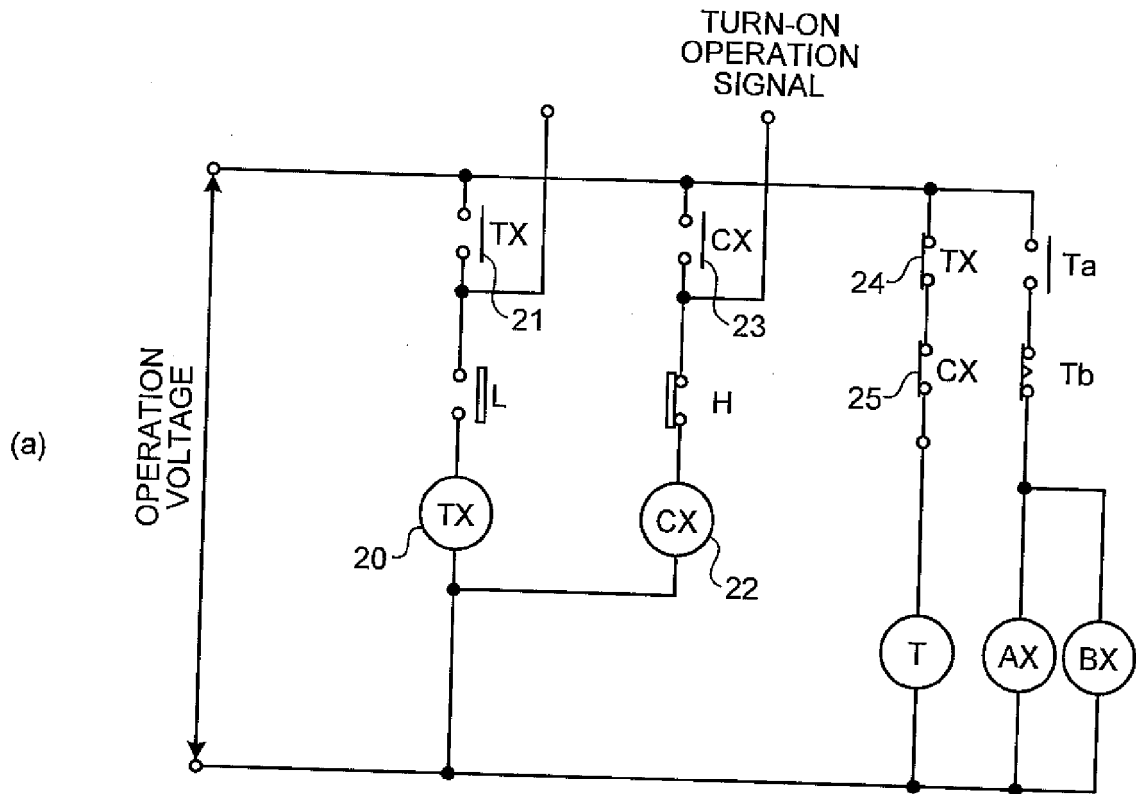 TURN-ON
OPERATION
SIGNAL
TX
21
CX
23
24
TX
Ta
25
CX
Tb
L
H
(a)
OPERATION
VOLTAGE
TX
20
CX
22
T
AX
BX